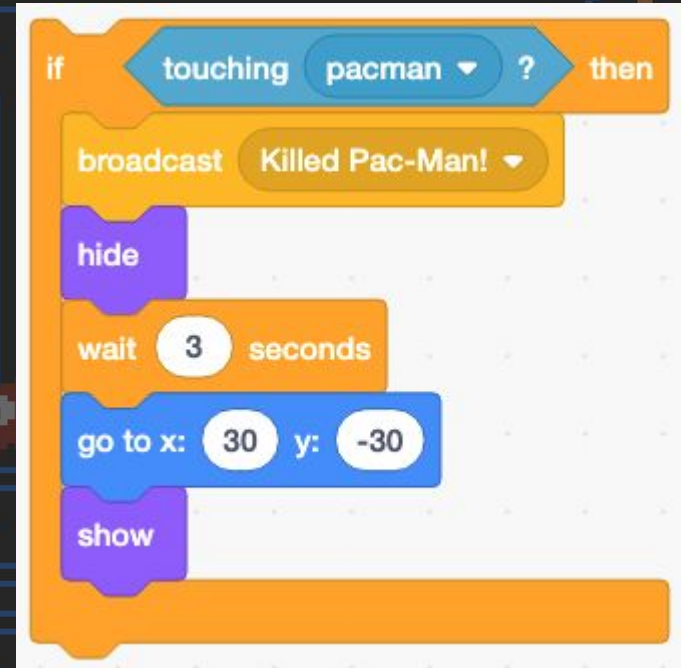 if touching pacman ? then
broadcast Killed Pac-Man!
hide
wait 3 seconds
go to x: 30 y: -30
show